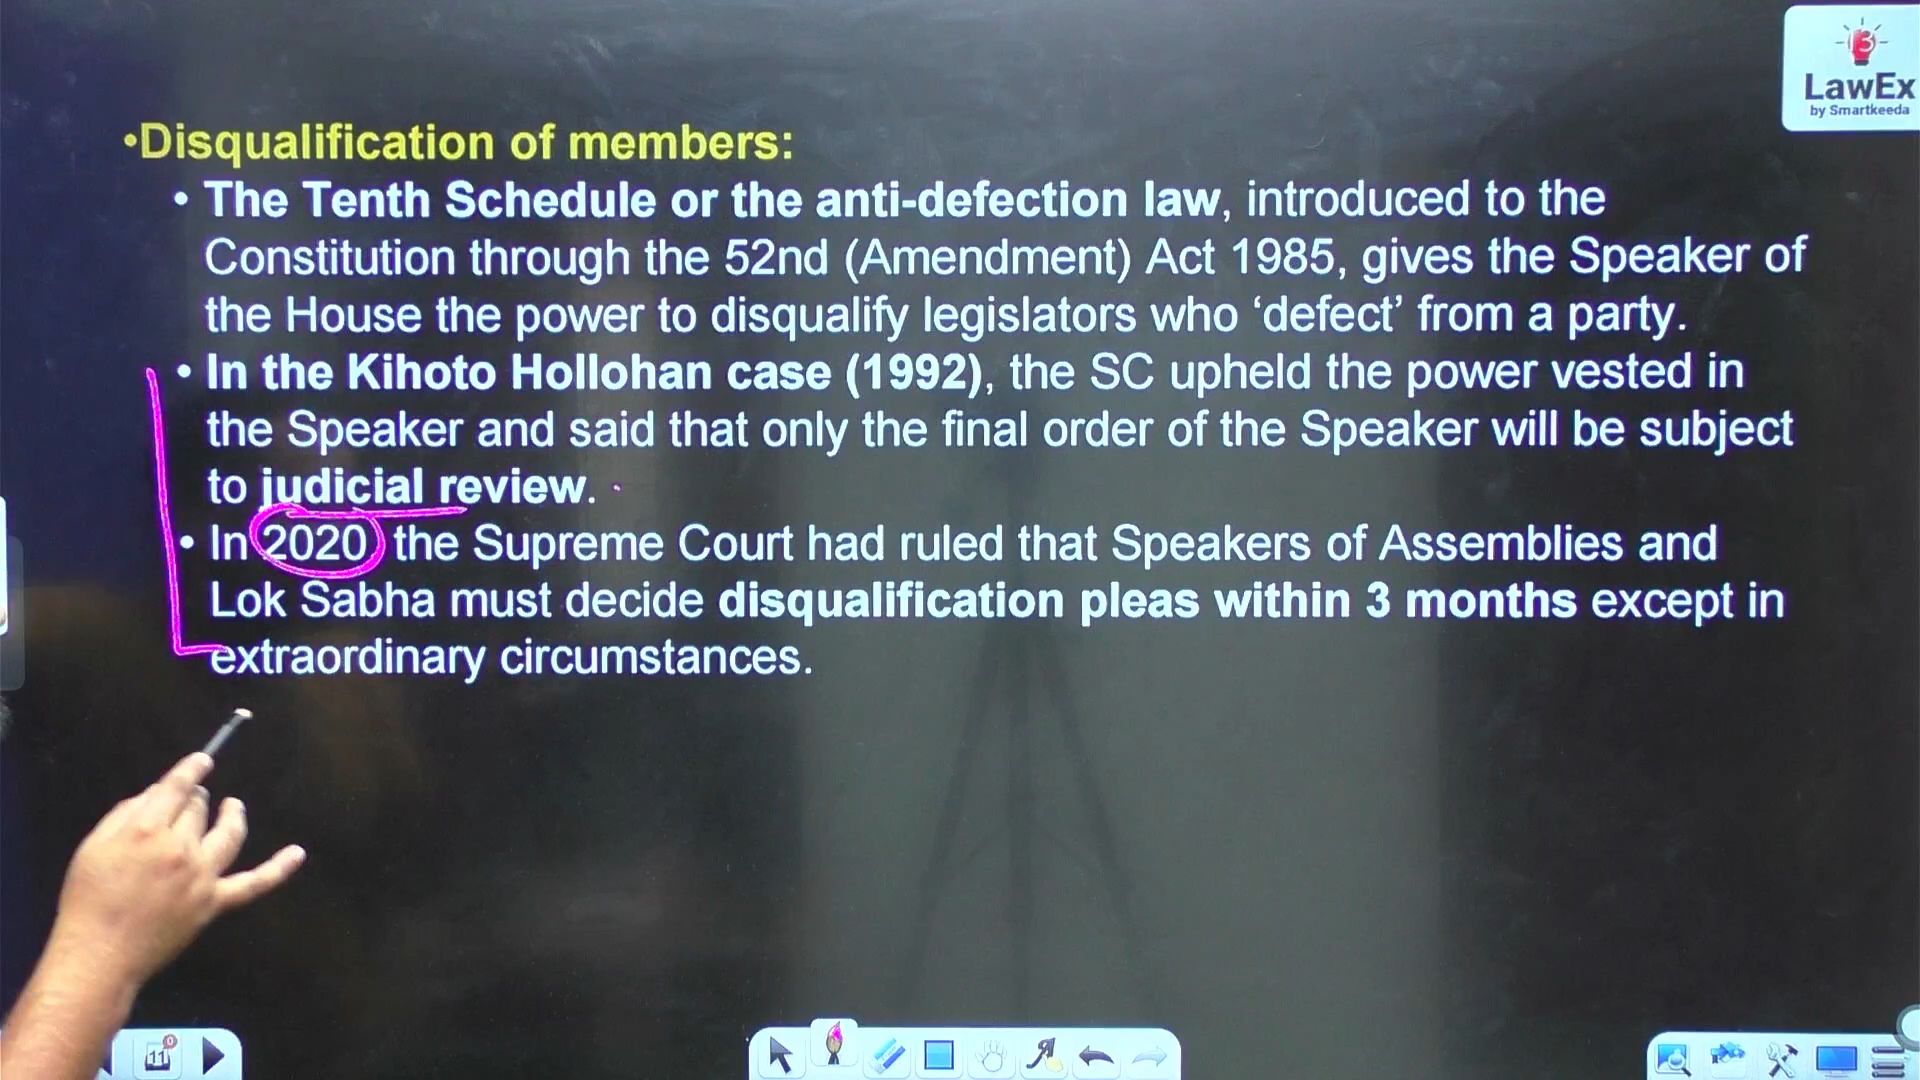 LawEx
by Smartkeeda
•Disqualification of members:
• The Tenth Schedule or the anti-defection law, introduced to the
Constitution through the 52nd (Amendment) Act 1985, gives the Speaker of
the House the power to disqualify legislators who ‘defect’ from a party.
• In the Kihoto Hollohan case (1992), the SC upheld the power vested in
the Speaker and said that only the final order of the Speaker will be subject
to judicial review.
• In 2020 the Supreme Court had ruled that Speakers of Assemblies and
Lok Sabha must decide disqualification pleas within 3 months except in
extraordinary circumstances.
11
0